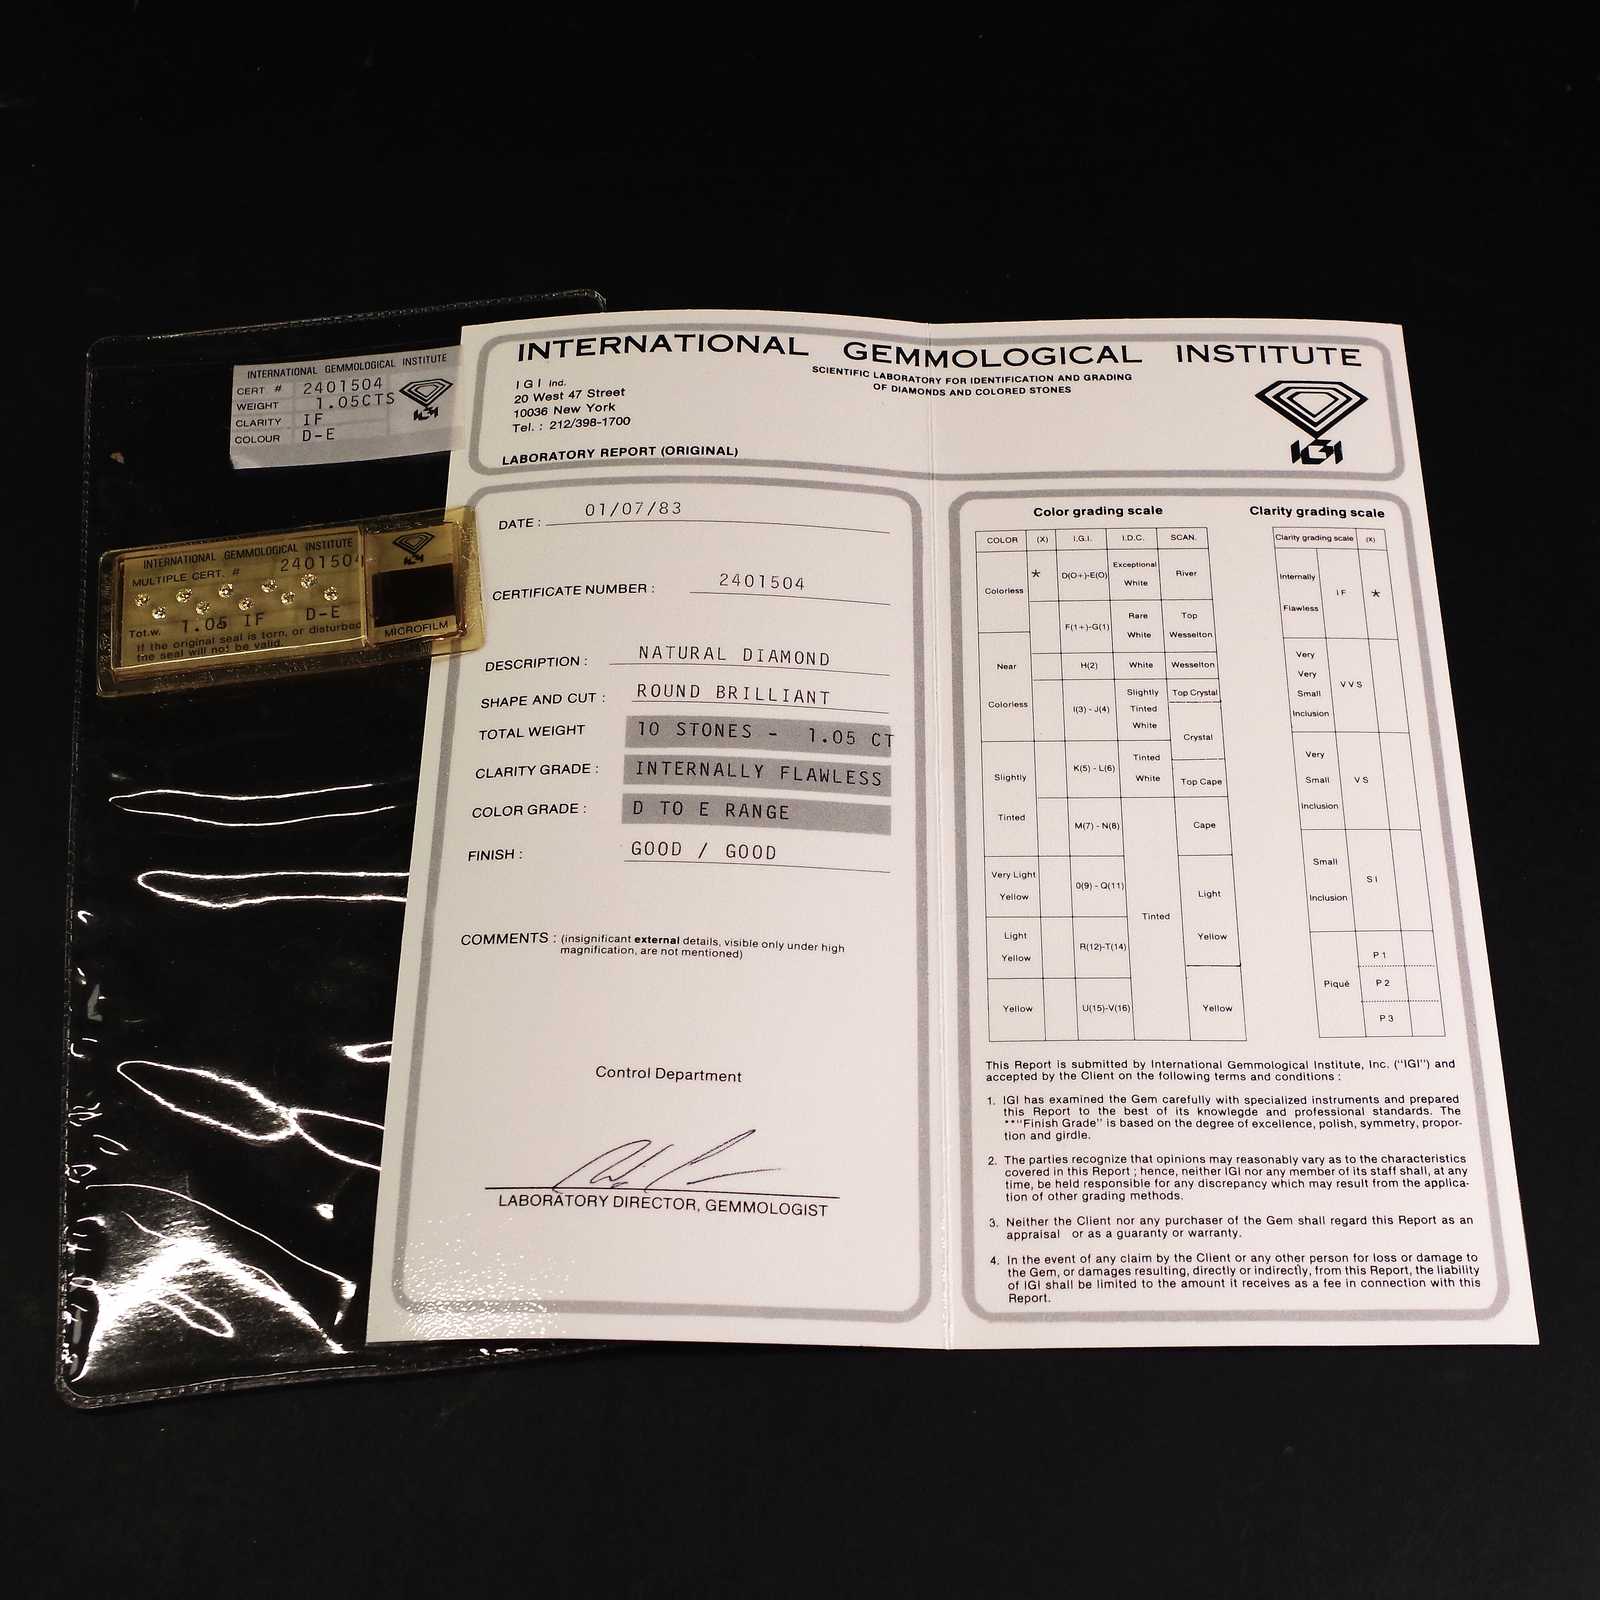 INTERNATIONAL GEMMOLOGICAL INSTITUTE
CERT. # 2401504
WEIGHT 1.05CTS
CLARITY IF
COLOUR D-E
IGI
INTERNATIONAL GEMMOLOGICAL INSTITUTE
MULTIPLE CERT. # 2401504
Tot.w. 1.05 IF D-E
If the original seal is torn, or disturbed
the seal will not be valid.
IGI
MICROFILM
INTERNATIONAL GEMMOLOGICAL INSTITUTE
SCIENTIFIC LABORATORY FOR IDENTIFICATION AND GRADING
OF DIAMONDS AND COLORED STONES
IGI Ind.
20 West 47 Street
10036 New York
Tel. : 212/398-1700
LABORATORY REPORT (ORIGINAL)
IGI
DATE : 01/07/83
CERTIFICATE NUMBER : 2401504
DESCRIPTION : NATURAL DIAMOND
SHAPE AND CUT : ROUND BRILLIANT
TOTAL WEIGHT 10 STONES - 1.05 CT
CLARITY GRADE : INTERNALLY FLAWLESS
COLOR GRADE : D TO E RANGE
FINISH : GOOD / GOOD
COMMENTS : (insignificant external details, visible only under high
magnification, are not mentioned)
Control Department
LABORATORY DIRECTOR, GEMMOLOGIST
Color grading scale
COLOR (X) I.G.I. I.D.C. SCAN.
Colorless * D(O+)-E(O) Exceptional White River
F(1+)-G(1) Rare White Top Wesselton
Near Colorless H(2) White Wesselton
I(3) - J(4) Slightly Tinted White Top Crystal
Crystal
Slightly Tinted K(5) - L(6) Tinted White Top Cape
M(7) - N(8) Cape
Very Light Yellow 0(9) - Q(11) Tinted Light Yellow
Light Yellow R(12)-T(14)
Yellow U(15)-V(16) Yellow
Clarity grading scale
Clarity grading scale (X)
Internally Flawless IF *
Very Very Small Inclusion VVS
Very Small Inclusion VS
Small Inclusion SI
Piqué P1
P2
P3
This Report is submitted by International Gemmological Institute, Inc. ("IGI") and
accepted by the Client on the following terms and conditions :
1. IGI has examined the Gem carefully with specialized instruments and prepared
this Report to the best of its knowlegde and professional standards. The
**"Finish Grade" is based on the degree of excellence, polish, symmetry, propor-
tion and girdle.
2. The parties recognize that opinions may reasonably vary as to the characteristics
covered in this Report ; hence, neither IGI nor any member of its staff shall, at any
time, be held responsible for any discrepancy which may result from the applica-
tion of other grading methods.
3. Neither the Client nor any purchaser of the Gem shall regard this Report as an
appraisal or as a guaranty or warranty.
4. In the event of any claim by the Client or any other person for loss or damage to
the Gem, or damages resulting, directly or indirectly, from this Report, the liability
of IGI shall be limited to the amount it receives as a fee in connection with this
Report.